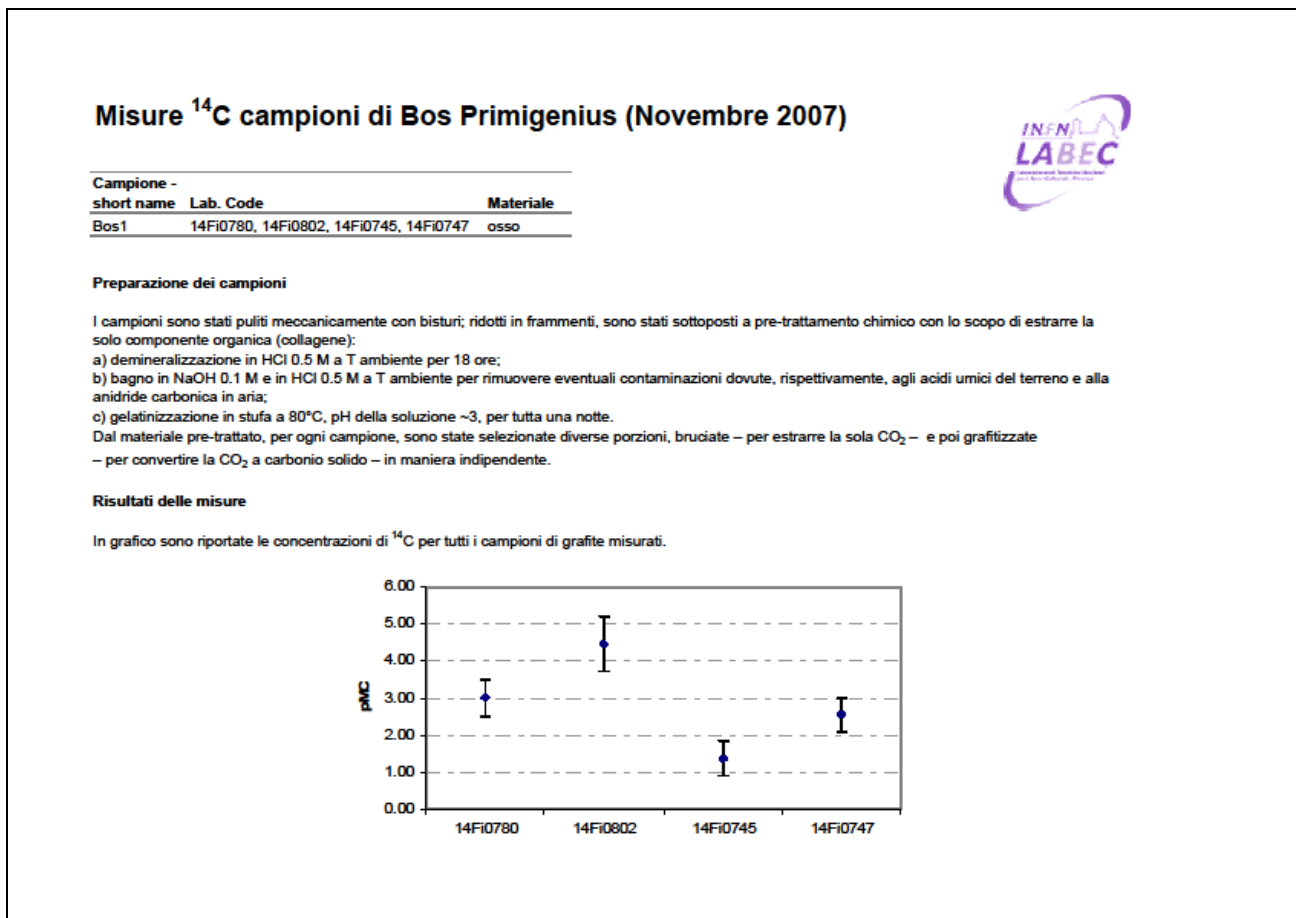 Misure ¹⁴C campioni di Bos Primigenius (Novembre 2007)
INFN
LABEC
Campione -
short name Lab. Code Materiale
Bos1 14Fi0780, 14Fi0802, 14Fi0745, 14Fi0747 osso
Preparazione dei campioni
I campioni sono stati puliti meccanicamente con bisturi; ridotti in frammenti, sono stati sottoposti a pre-trattamento chimico con lo scopo di estrarre la
solo componente organica (collagene):
a) demineralizzazione in HCl 0.5 M a T ambiente per 18 ore;
b) bagno in NaOH 0.1 M e in HCl 0.5 M a T ambiente per rimuovere eventuali contaminazioni dovute, rispettivamente, agli acidi umici del terreno e alla
anidride carbonica in aria;
c) gelatinizzazione in stufa a 80°C, pH della soluzione ~3, per tutta una notte.
Dal materiale pre-trattato, per ogni campione, sono state selezionate diverse porzioni, bruciate – per estrarre la sola CO₂ – e poi grafitizzate
– per convertire la CO₂ a carbonio solido – in maniera indipendente.
Risultati delle misure
In grafico sono riportate le concentrazioni di ¹⁴C per tutti i campioni di grafite misurati.
6.00
5.00
4.00
3.00
2.00
1.00
0.00
pMC
14Fi0780 14Fi0802 14Fi0745 14Fi0747